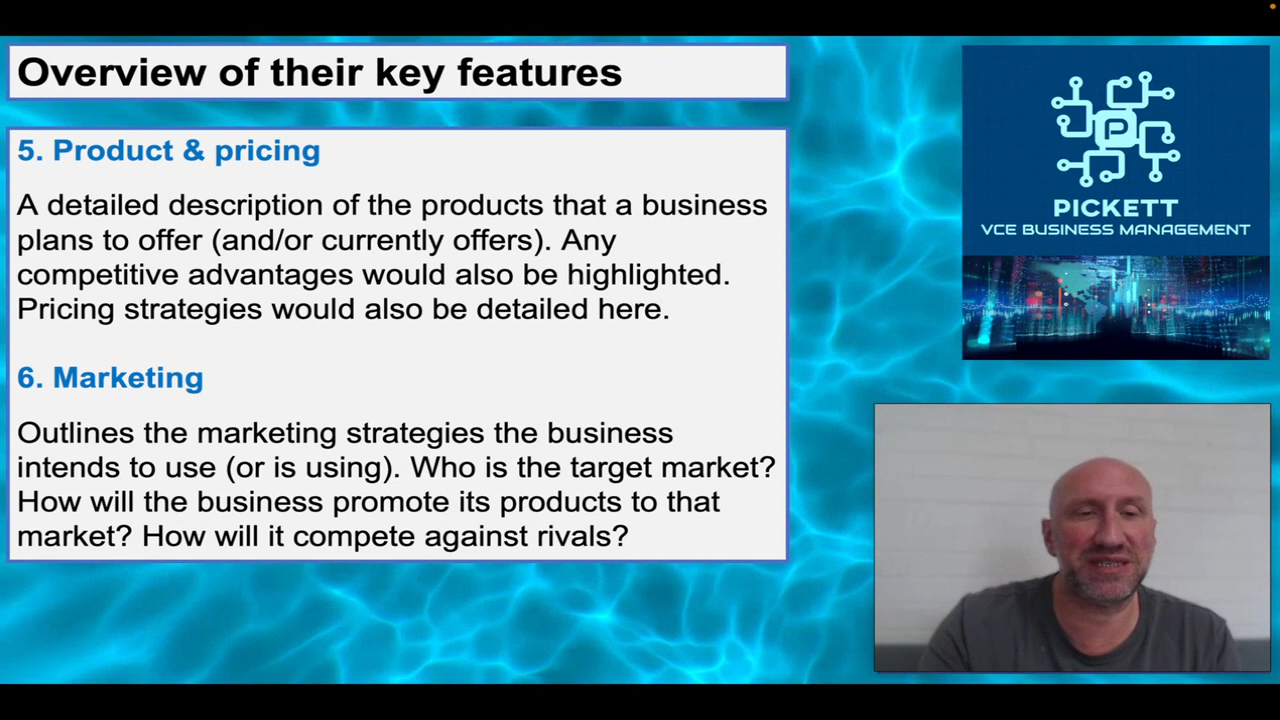 Overview of their key features
5. Product & pricing
A detailed description of the products that a business
plans to offer (and/or currently offers). Any
competitive advantages would also be highlighted.
Pricing strategies would also be detailed here.
6. Marketing
Outlines the marketing strategies the business
intends to use (or is using). Who is the target market?
How will the business promote its products to that
market? How will it compete against rivals?
P
PICKETT
VCE BUSINESS MANAGEMENT